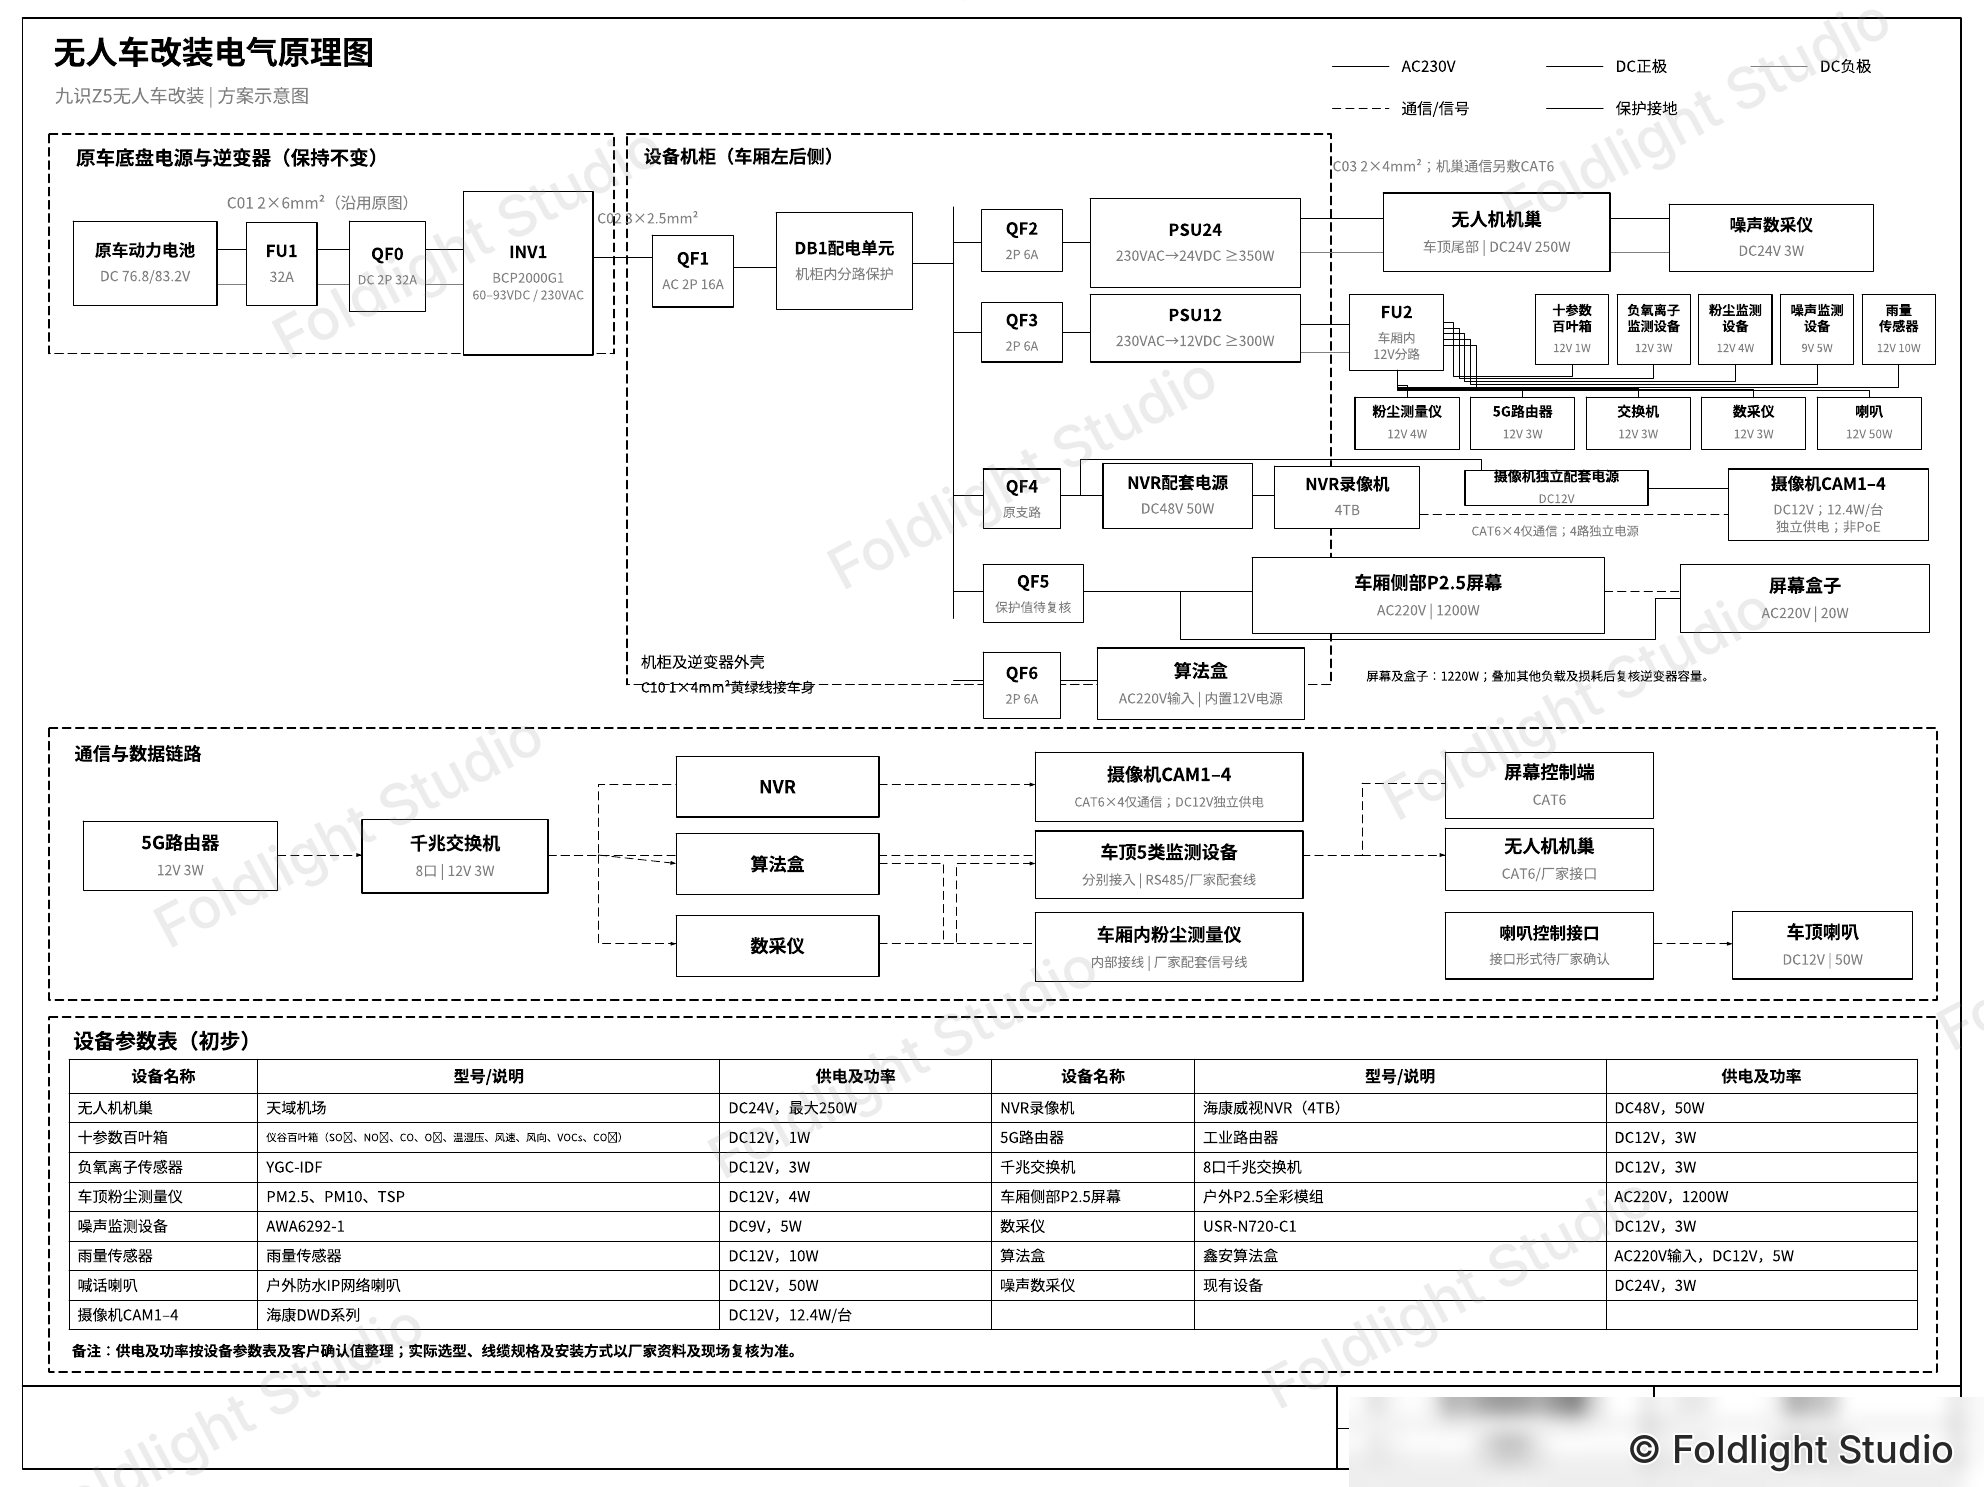 无人车改装电气原理图
九识Z5无人车改装 | 方案示意图
AC230V
DC正极
DC负极
通信/信号
保护接地
原车底盘电源与逆变器（保持不变）
C01 2×6mm²（沿用原图）
原车动力电池
DC 76.8/83.2V
FU1
32A
QF0
DC 2P 32A
INV1
BCP2000G1
60–93VDC / 230VAC
设备机柜（车厢左后侧）
C02 3×2.5mm²
QF1
AC 2P 16A
DB1配电单元
机柜内分路保护
QF2
2P 6A
PSU24
230VAC→24VDC ≥350W
C03 2×4mm²；机巢通信另敷CAT6
无人机机巢
车顶尾部 | DC24V 250W
噪声数采仪
DC24V 3W
QF3
2P 6A
PSU12
230VAC→12VDC ≥300W
FU2
车厢内
12V分路
十参数
百叶箱
12V 1W
负氧离子
监测设备
12V 3W
粉尘监测
设备
12V 4W
噪声监测
设备
9V 5W
雨量
传感器
12V 10W
粉尘测量仪
12V 4W
5G路由器
12V 3W
交换机
12V 3W
数采仪
12V 3W
喇叭
12V 50W
QF4
原支路
NVR配套电源
DC48V 50W
NVR录像机
4TB
摄像机独立配套电源
DC12V
摄像机CAM1–4
DC12V；12.4W/台
独立供电；非PoE
CAT6×4仅通信；4路独立电源
QF5
保护值待复核
车厢侧部P2.5屏幕
AC220V | 1200W
屏幕盒子
AC220V | 20W
机柜及逆变器外壳
C10 1×4mm²黄绿线接车身
QF6
2P 6A
算法盒
AC220V输入 | 内置12V电源
屏幕及盒子：1220W；叠加其他负载及损耗后复核逆变器容量。
通信与数据链路
5G路由器
12V 3W
千兆交换机
8口 | 12V 3W
NVR
算法盒
数采仪
摄像机CAM1–4
CAT6×4仅通信；DC12V独立供电
车顶5类监测设备
分别接入 | RS485/厂家配套线
车厢内粉尘测量仪
内部接线 | 厂家配套信号线
屏幕控制端
CAT6
无人机机巢
CAT6/厂家接口
喇叭控制接口
接口形式待厂家确认
车顶喇叭
DC12V | 50W
设备参数表（初步）
设备名称 型号/说明 供电及功率 设备名称 型号/说明 供电及功率
无人机机巢 天域机场 DC24V，最大250W NVR录像机 海康威视NVR（4TB） DC48V，50W
十参数百叶箱 仪谷百叶箱（SO☒、NO☒、CO、O☒、温湿压、风速、风向、VOCs、CO☒） DC12V，1W 5G路由器 工业路由器 DC12V，3W
负氧离子传感器 YGC-IDF DC12V，3W 千兆交换机 8口千兆交换机 DC12V，3W
车顶粉尘测量仪 PM2.5、PM10、TSP DC12V，4W 车厢侧部P2.5屏幕 户外P2.5全彩模组 AC220V，1200W
噪声监测设备 AWA6292-1 DC9V，5W 数采仪 USR-N720-C1 DC12V，3W
雨量传感器 雨量传感器 DC12V，10W 算法盒 鑫安算法盒 AC220V输入，DC12V，5W
喊话喇叭 户外防水IP网络喇叭 DC12V，50W 噪声数采仪 现有设备 DC24V，3W
摄像机CAM1–4 海康DWD系列 DC12V，12.4W/台
备注：供电及功率按设备参数表及客户确认值整理；实际选型、线缆规格及安装方式以厂家资料及现场复核为准。
© Foldlight Studio
Foldlight Studio
Foldlight Studio
Foldlight Studio
Foldlight Studio
Foldlight Studio
Foldlight Studio
Foldlight Studio
Foldlight Studio
Foldlight Studio